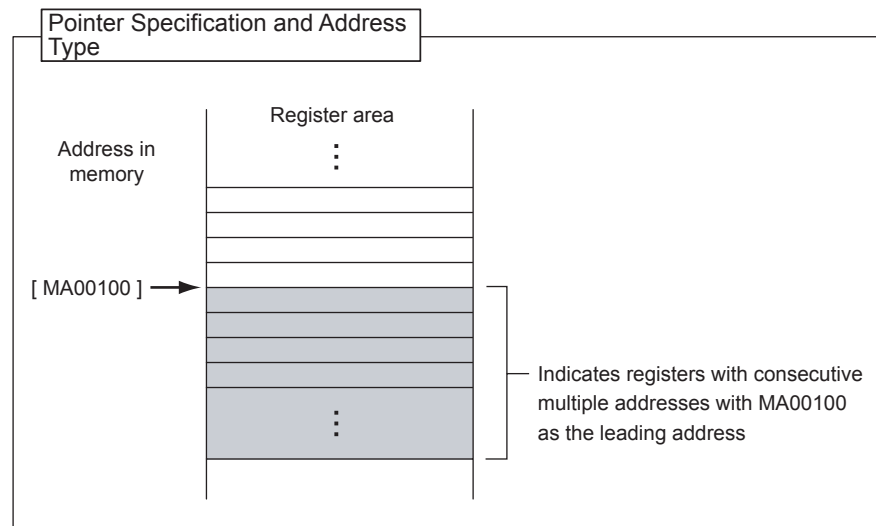 Pointer Specification and Address
Type
Register area
Address in
memory
[ MA00100 ]
Indicates registers with consecutive
multiple addresses with MA00100
as the leading address